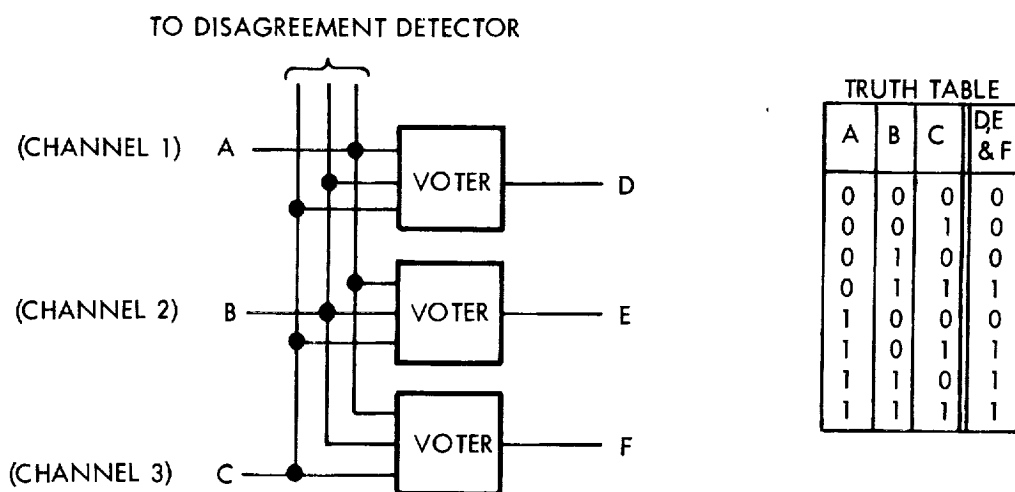 TO DISAGREEMENT DETECTOR
(CHANNEL 1) A
VOTER
D
(CHANNEL 2) B
VOTER
E
(CHANNEL 3) C
VOTER
F
TRUTH TABLE
A B C D,E & F
0 0 0 0
0 0 1 0
0 1 0 0
0 1 1 1
1 0 0 0
1 0 1 1
1 1 0 1
1 1 1 1